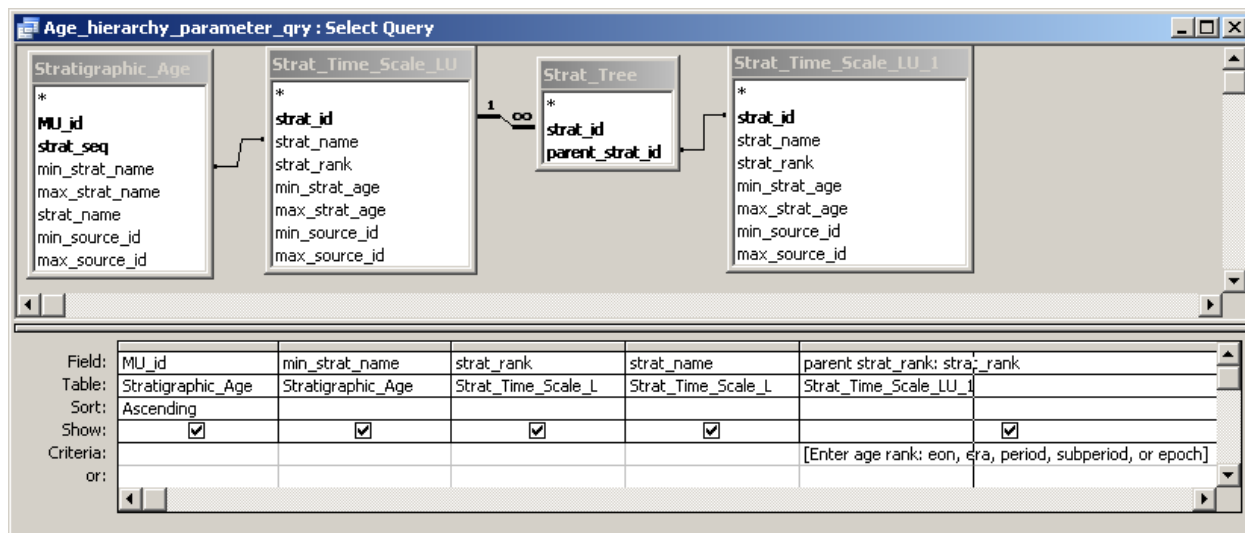 Age_hierarchy_parameter_qry : Select Query
Stratigraphic_Age
*
MU_id
strat_seq
min_strat_name
max_strat_name
strat_name
min_source_id
max_source_id
Strat_Time_Scale_LU
*
strat_id
strat_name
strat_rank
min_strat_age
max_strat_age
min_source_id
max_source_id
1 ∞
Strat_Tree
*
strat_id
parent_strat_id
Strat_Time_Scale_LU_1
*
strat_id
strat_name
strat_rank
min_strat_age
max_strat_age
min_source_id
max_source_id
Field: MU_id min_strat_name strat_rank strat_name parent strat_rank: strat_rank
Table: Stratigraphic_Age Stratigraphic_Age Strat_Time_Scale_L Strat_Time_Scale_L Strat_Time_Scale_LU_1
Sort: Ascending
Show:
Criteria: [Enter age rank: eon, era, period, subperiod, or epoch]
or: